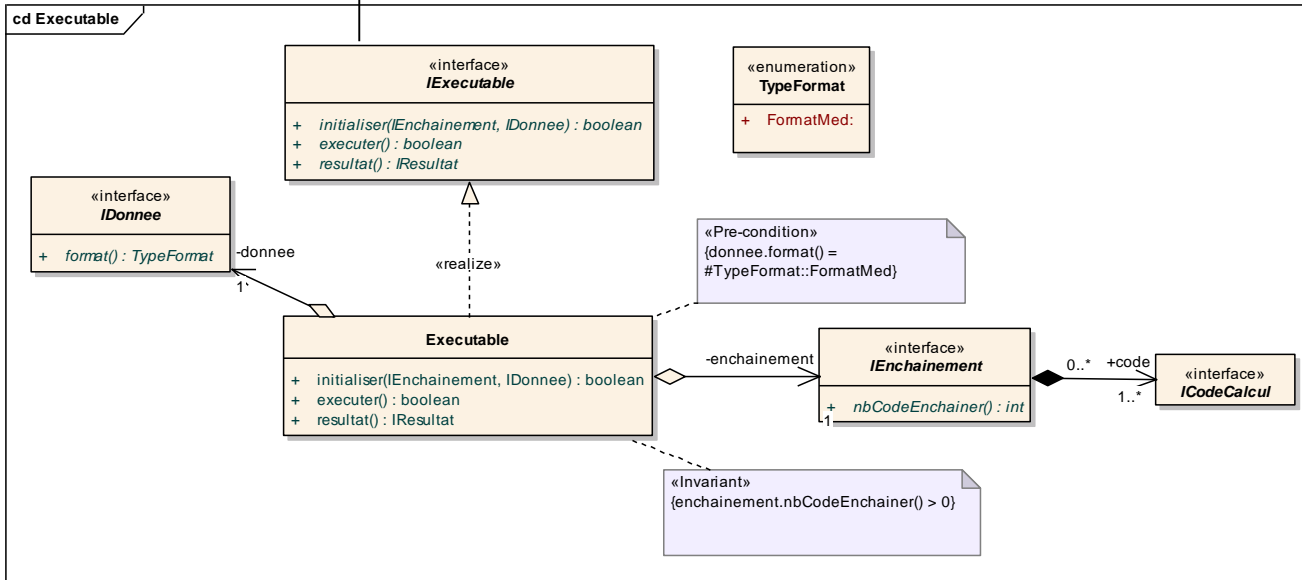 cd Executable
«interface»
IExecutable
+ initialiser(IEnchainement, IDonnee) : boolean
+ executer() : boolean
+ resultat() : IResultat
«enumeration»
TypeFormat
+ FormatMed:
«interface»
IDonnee
+ format() : TypeFormat
-donnee
1
«realize»
«Pre-condition»
{donnee.format() =
#TypeFormat::FormatMed}
Executable
+ initialiser(IEnchainement, IDonnee) : boolean
+ executer() : boolean
+ resultat() : IResultat
-enchainement
1
«interface»
IEnchainement
+ nbCodeEnchainer() : int
0..*
+code
1..*
«interface»
ICodeCalcul
«Invariant»
{enchainement.nbCodeEnchainer() > 0}